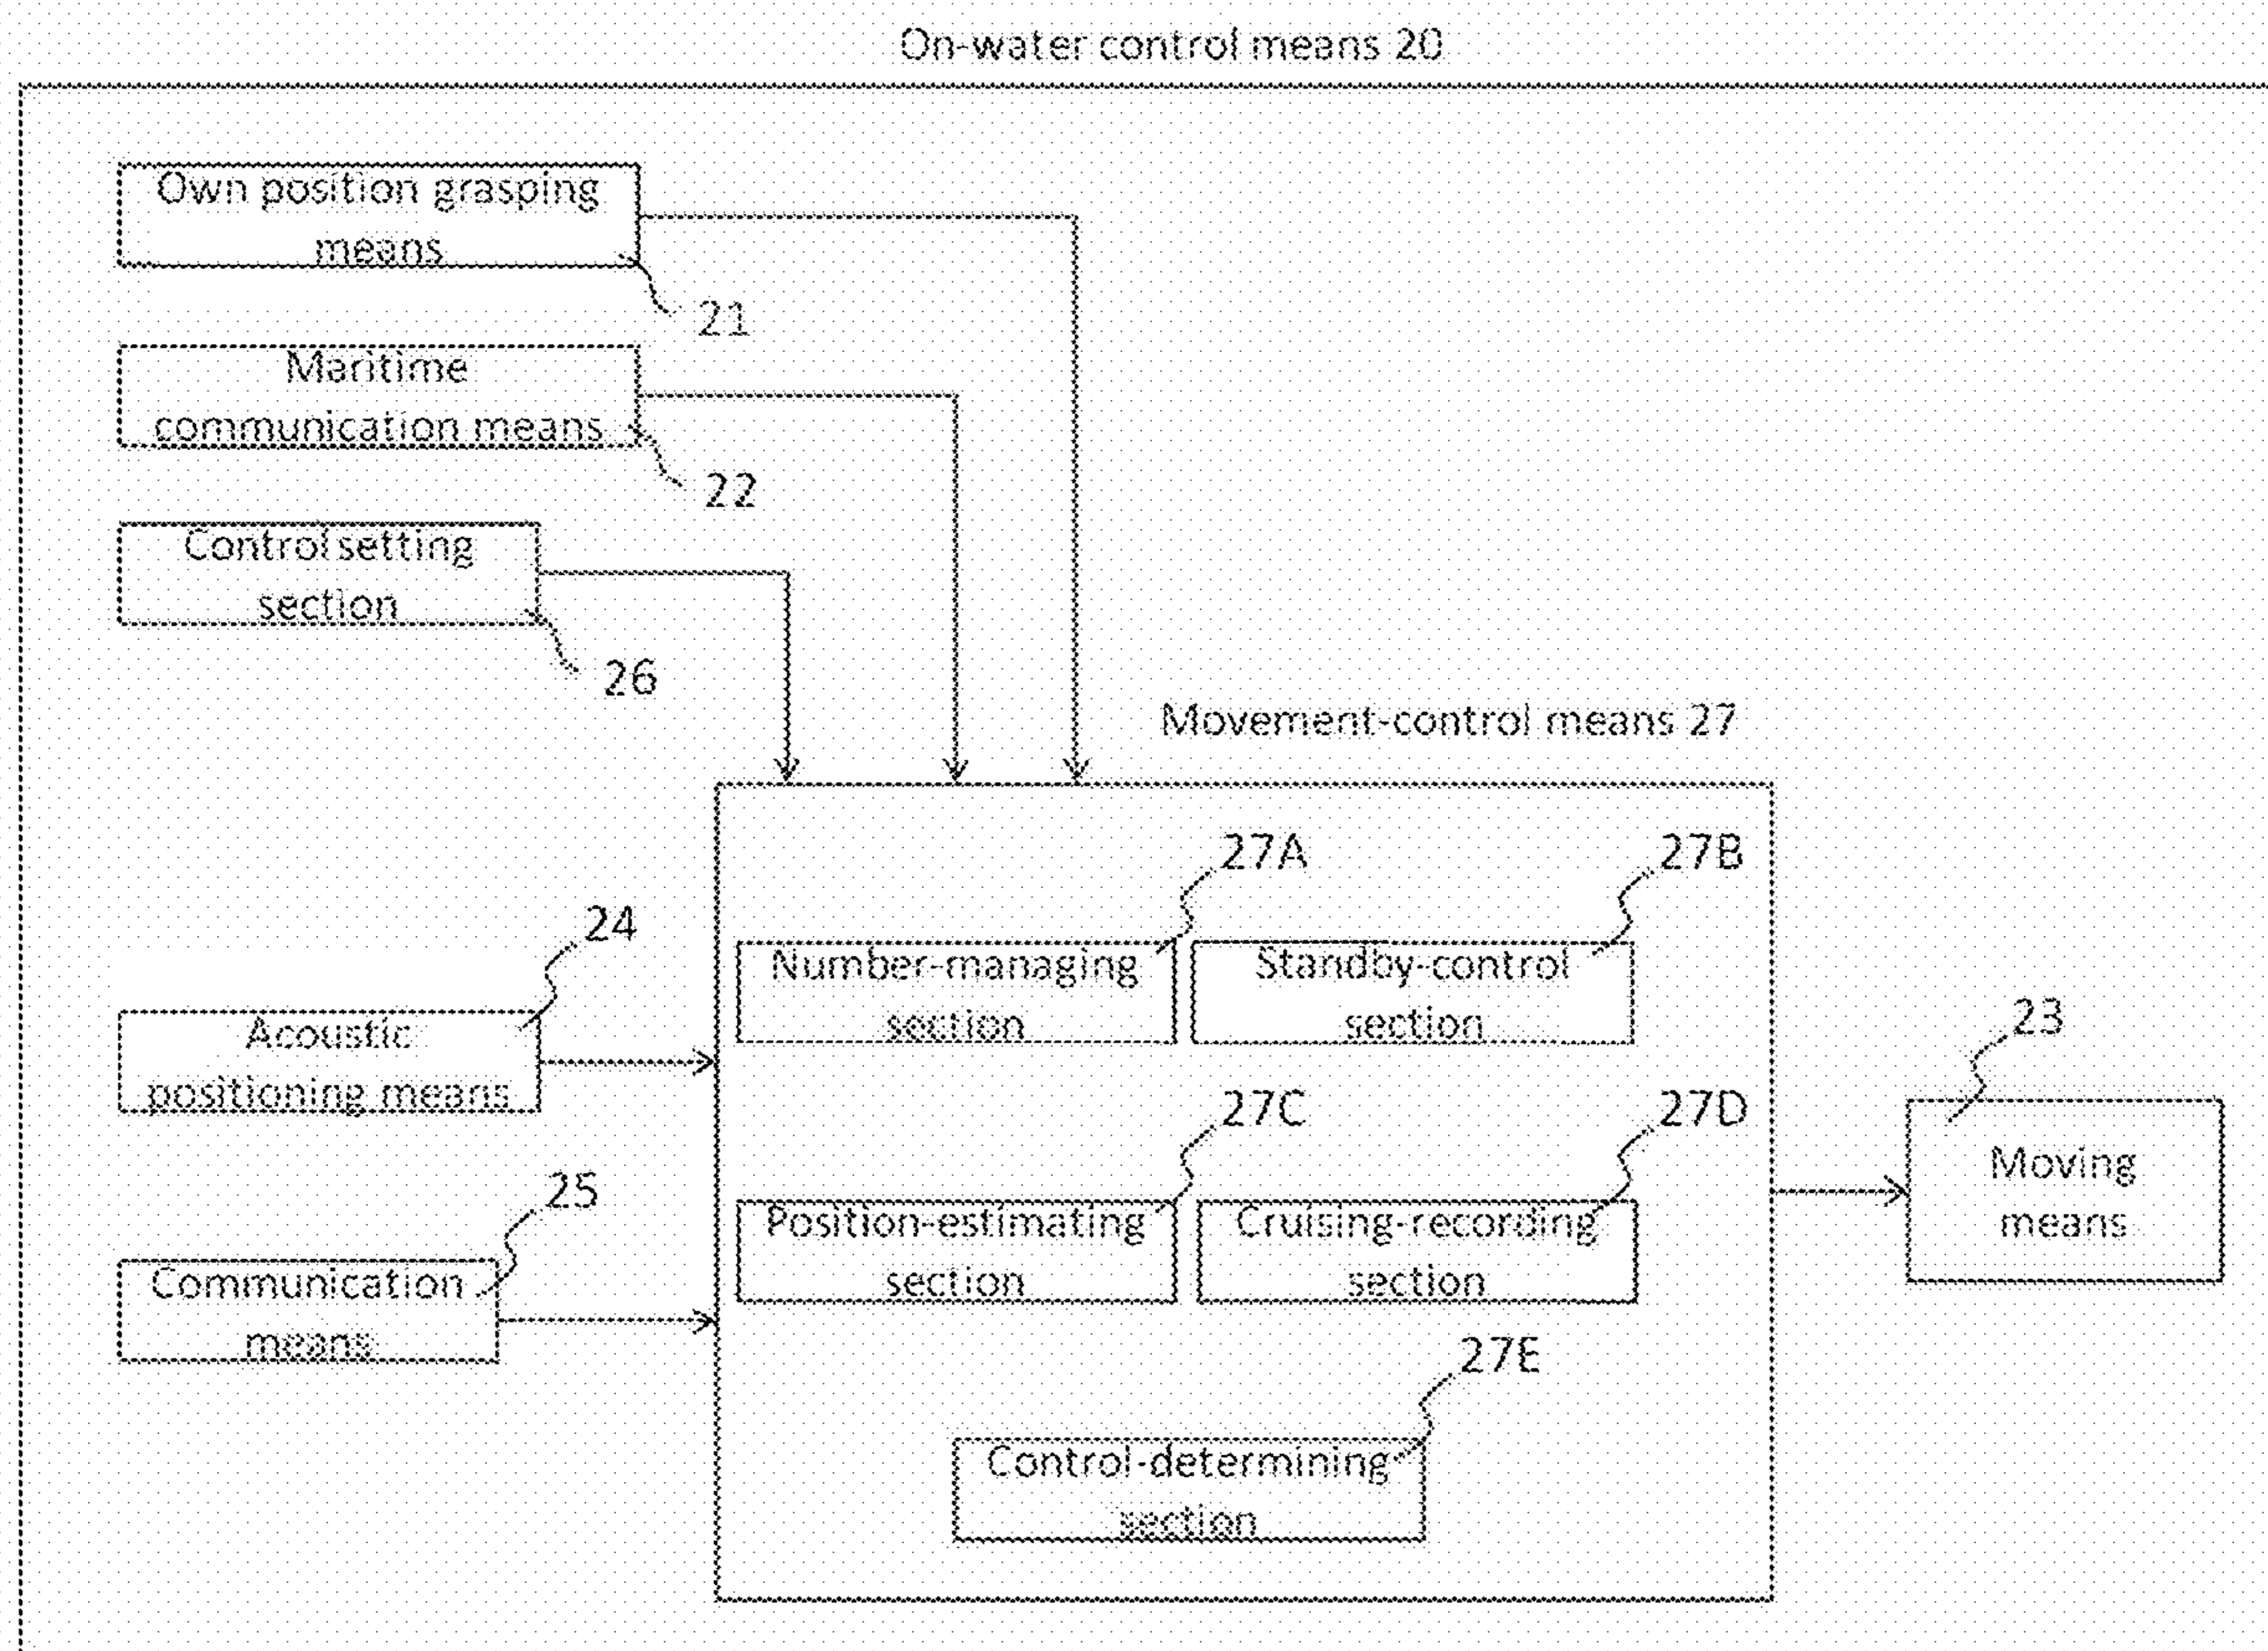 On-water control means 20
Own position grasping
means
21
Maritime
communication means
22
Control setting
section
26
Movement-control means 27
27A
27B
Number-managing
section
Standby-control
section
24
Acoustic
positioning means
23
Moving
means
27C
27D
Position-estimating
section
Cruising-recording
section
25
Communication
means
27E
Control-determining
section